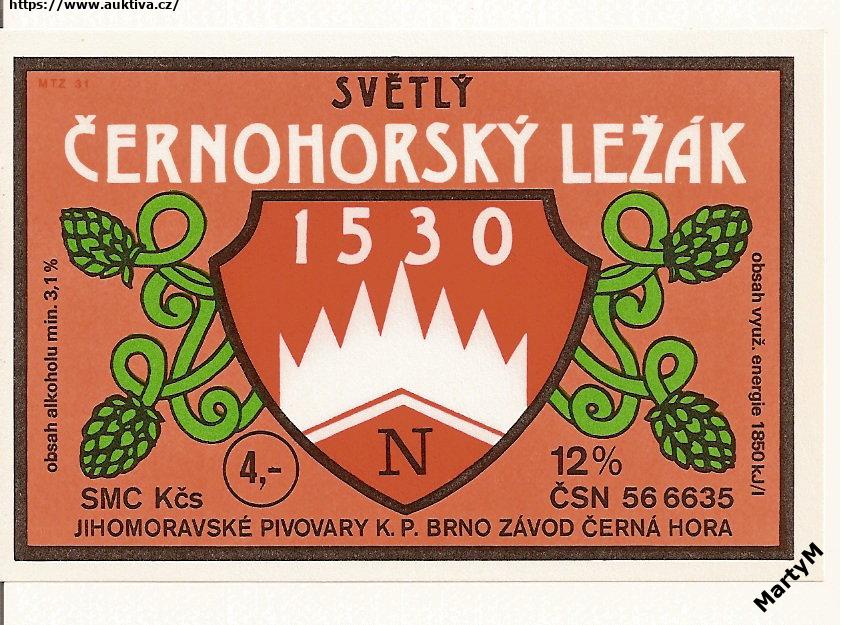 https://www.auktiva.cz/
MTZ 31
SVĚTLÝ
ČERNOHORSKÝ LEŽÁK
1530
obsah alkoholu min. 3,1%
obsah využ. energie 1850 kJ/l
N
4,-
12%
SMC Kčs
ČSN 56 6635
JIHOMORAVSKÉ PIVOVARY K. P. BRNO ZÁVOD ČERNÁ HORA
MartyM